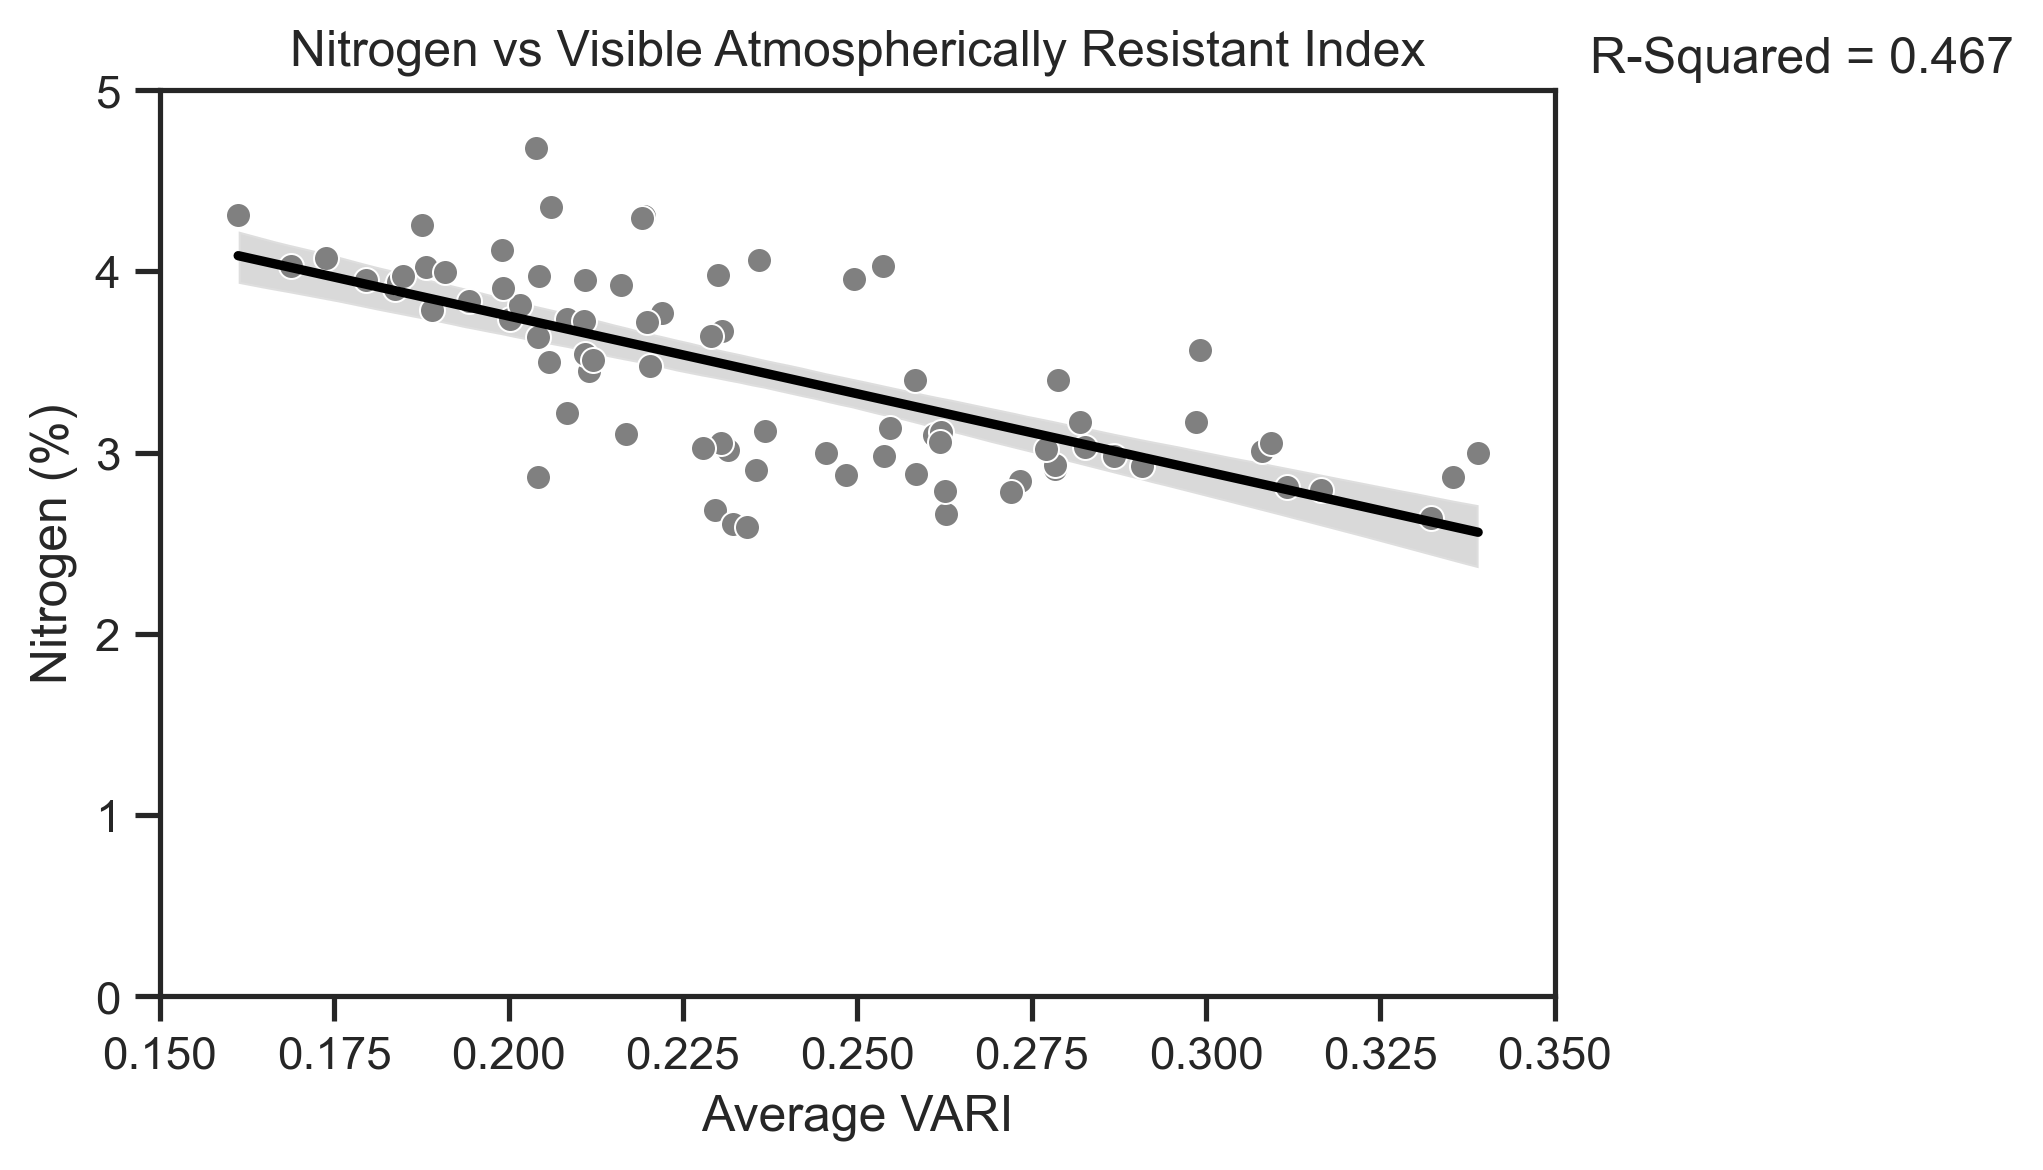 Nitrogen vs Visible Atmospherically Resistant Index
R-Squared = 0.467
5
4
3
2
1
0
Nitrogen (%)
0.150 0.175 0.200 0.225 0.250 0.275 0.300 0.325 0.350
Average VARI